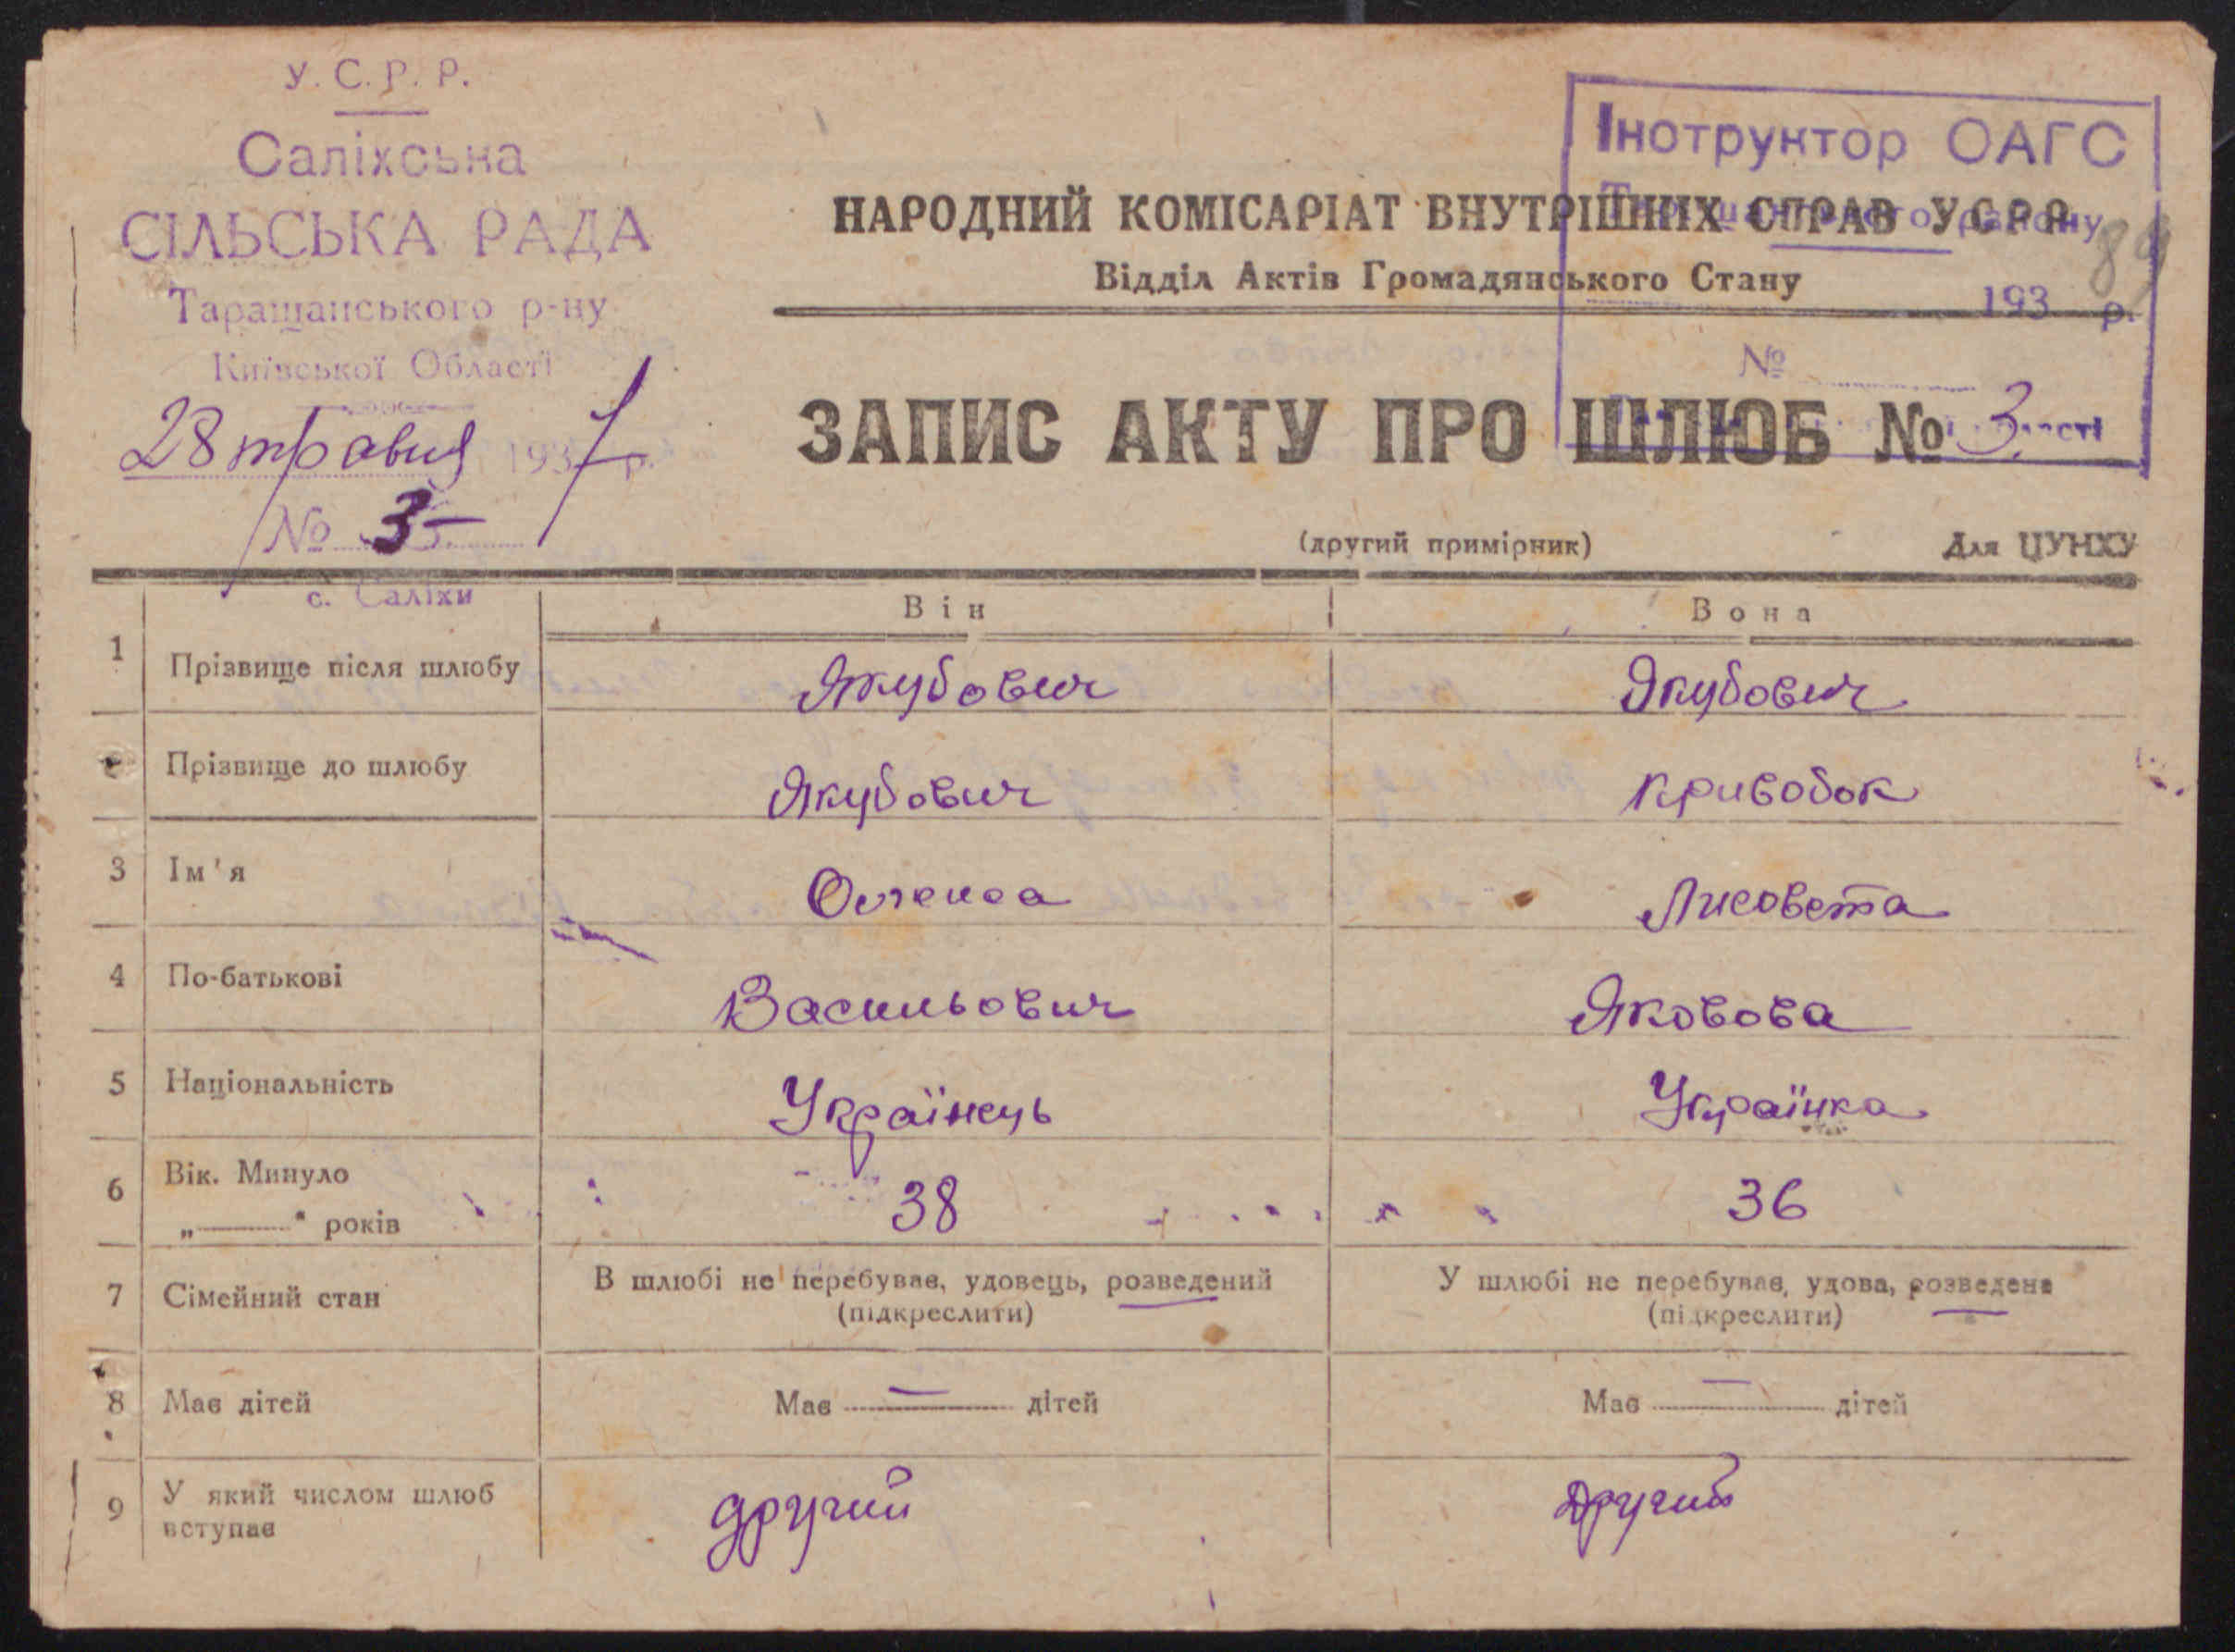 У. С. Р. Р.
Саліхська
СІЛЬСЬКА РАДА
Таращанського р-ну
Київської Області
28 травня 1937 р.
№ 3
с. Саліхи
Інструктор ОАГС
району
193 р.
№
89
НАРОДНИЙ КОМІСАРІАТ ВНУТРІШНІХ СПРАВ УСРР
Відділ Актів Громадянського Стану
ЗАПИС АКТУ ПРО ШЛЮБ № 3
(другий примірник) Для ЦУНХУ
Він Вона
1 Прізвище після шлюбу Якубович Якубович
Прізвище до шлюбу Якубович Кривобок
3 Ім'я Лисовета
4 По-батькові Васильович Яковова
5 Національність Українець Українка
6 Вік. Минуло
„———" років 38 36
7 Сімейний стан В шлюбі не перебував, удовець, розведений У шлюбі не перебував, удова, розведена
(підкреслити) (підкреслити)
8 Має дітей Має — дітей Має — дітей
9 У який числом шлюб
вступає другий другий